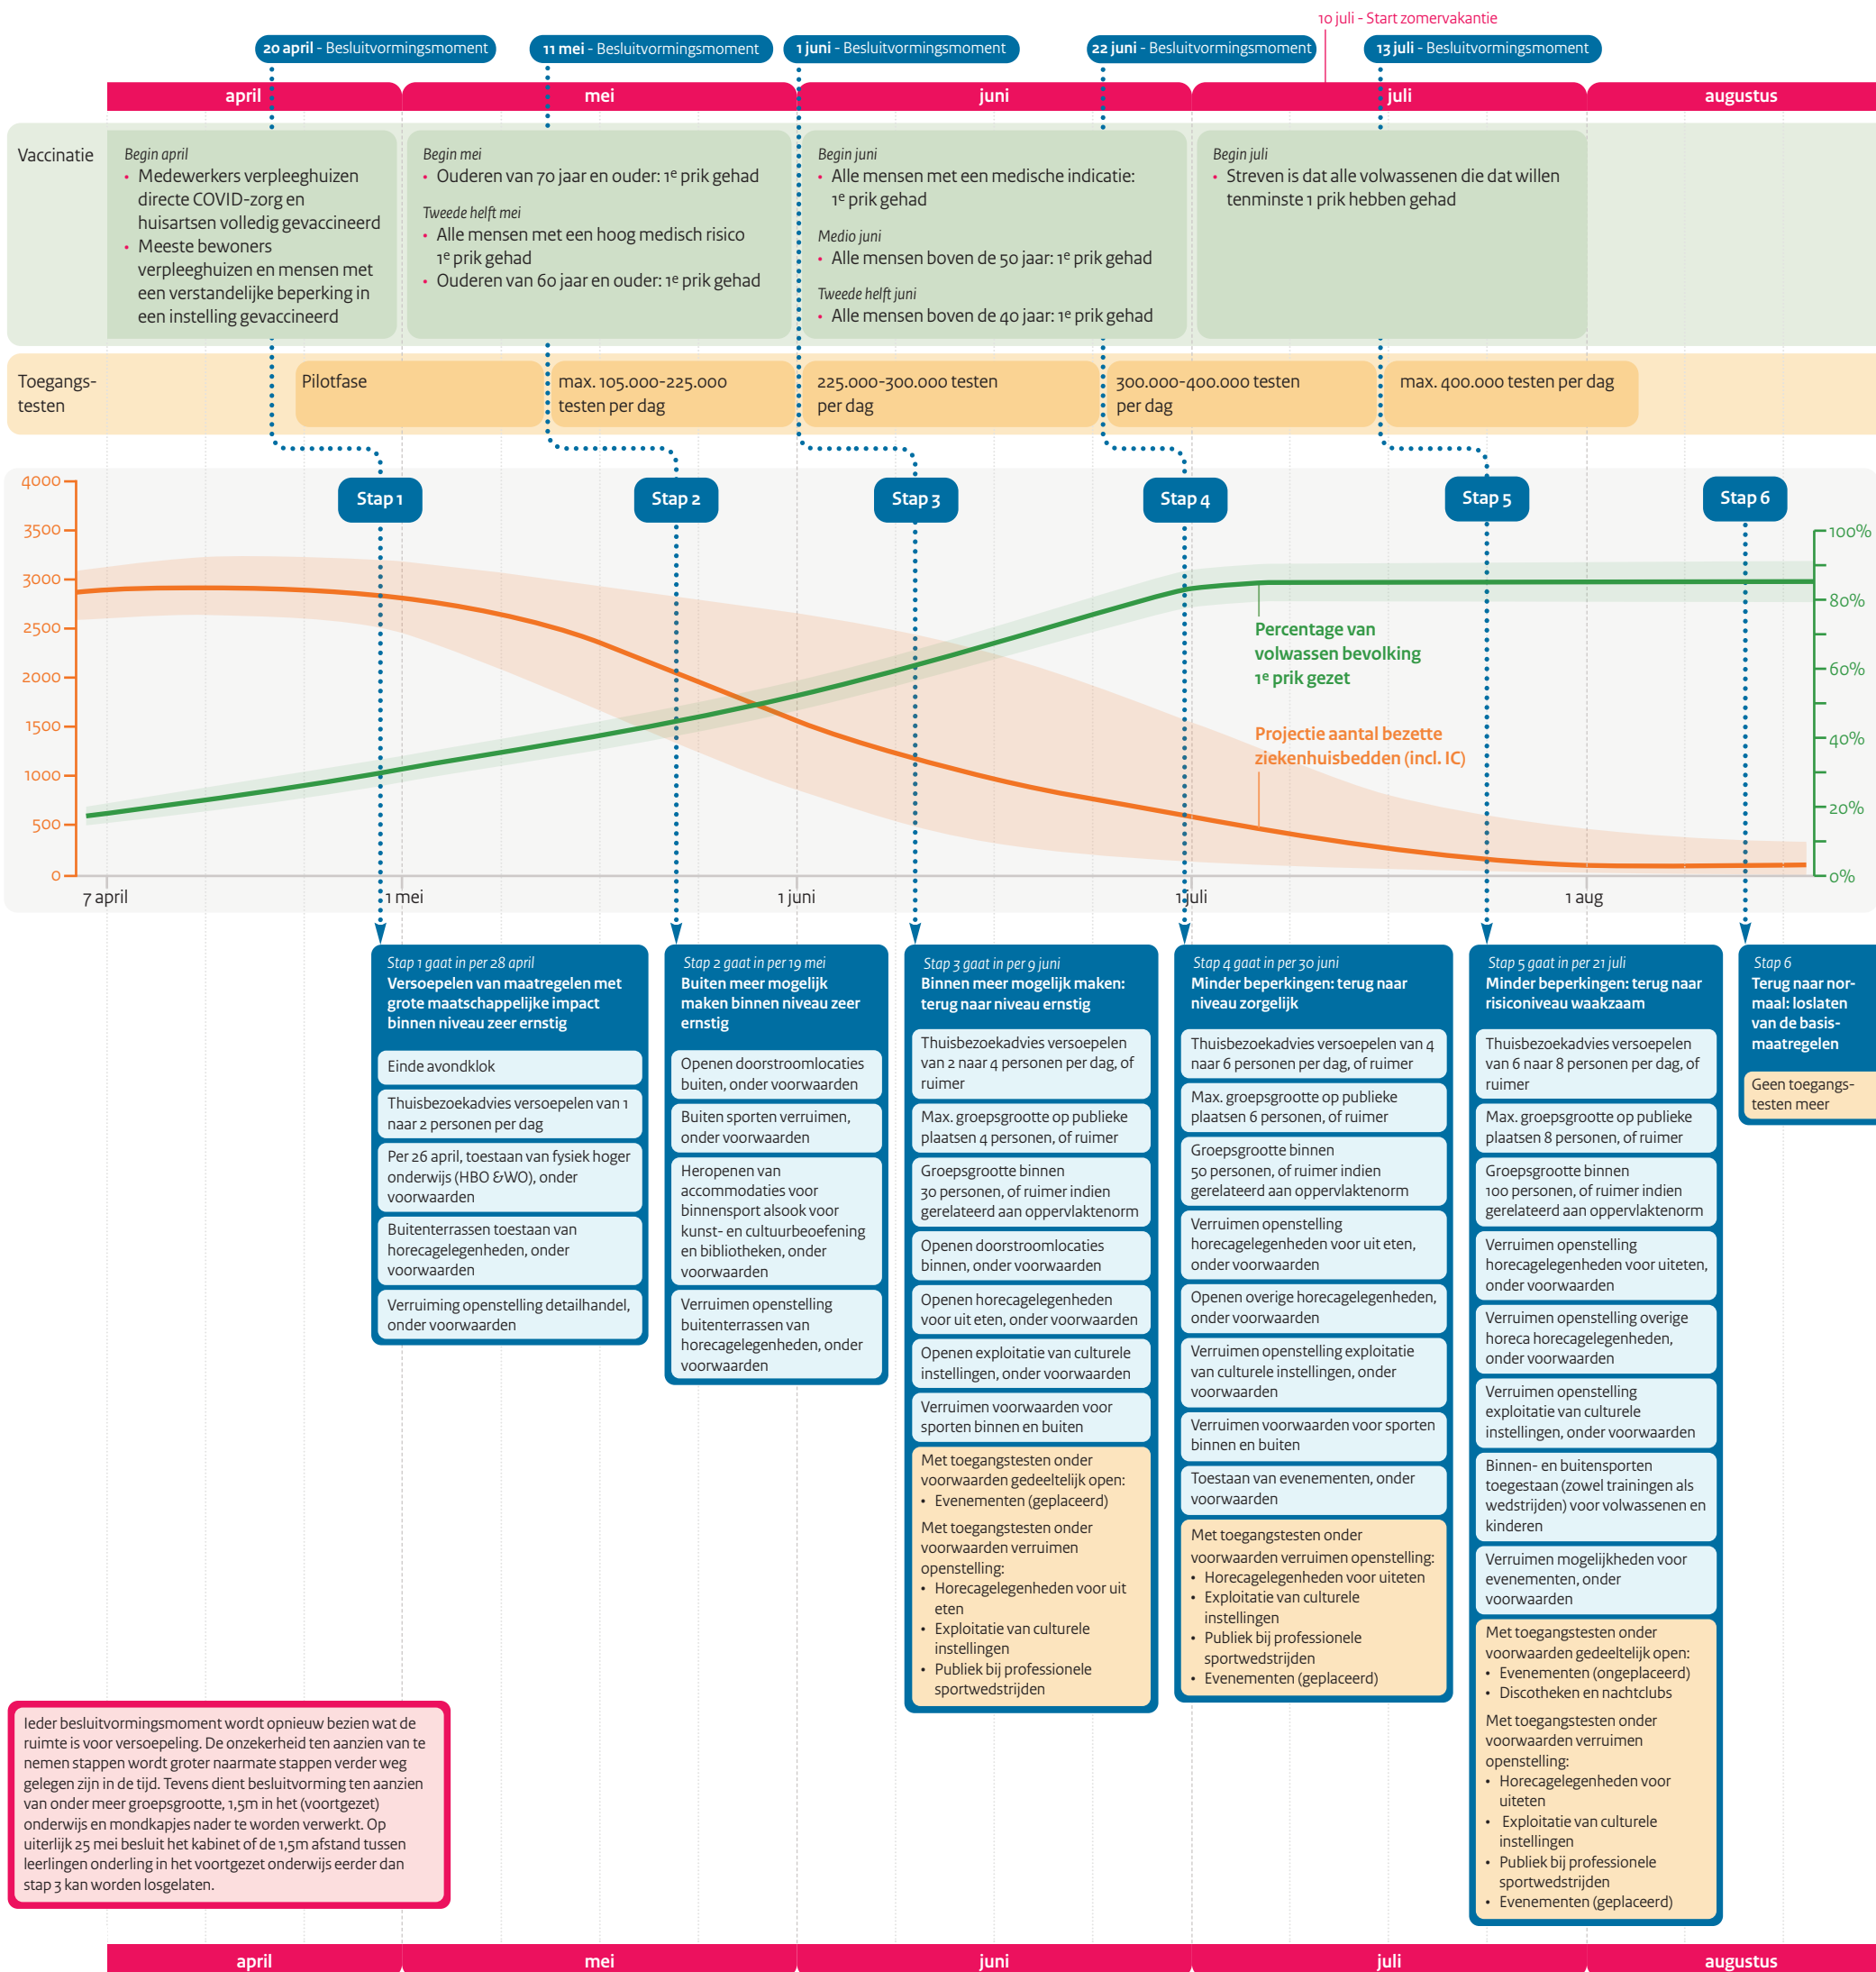 10 juli - Start zomervakantie
20 april - Besluitvormingsmoment
11 mei - Besluitvormingsmoment
1 juni - Besluitvormingsmoment
22 juni - Besluitvormingsmoment
13 juli - Besluitvormingsmoment
april
mei
juni
juli
augustus
Vaccinatie
Begin april
• Medewerkers verpleeghuizen
directe COVID-zorg en
huisartsen volledig gevaccineerd
• Meeste bewoners
verpleeghuizen en mensen met
een verstandelijke beperking in
een instelling gevaccineerd
Begin mei
• Ouderen van 70 jaar en ouder: 1e prik gehad
Tweede helft mei
• Alle mensen met een hoog medisch risico
1e prik gehad
• Ouderen van 60 jaar en ouder: 1e prik gehad
Begin juni
• Alle mensen met een medische indicatie:
1e prik gehad
Medio juni
• Alle mensen boven de 50 jaar: 1e prik gehad
Tweede helft juni
• Alle mensen boven de 40 jaar: 1e prik gehad
Begin juli
• Streven is dat alle volwassenen die dat willen
tenminste 1 prik hebben gehad
Toegangs-
testen
Pilotfase
max. 105.000-225.000
testen per dag
225.000-300.000 testen
per dag
300.000-400.000 testen
per dag
max. 400.000 testen per dag
Stap 1
Stap 2
Stap 3
Stap 4
Stap 5
Stap 6
4000
3500
3000
2500
2000
1500
1000
500
0
100%
80%
60%
40%
20%
0%
Percentage van
volwassen bevolking
1e prik gezet
Projectie aantal bezette
ziekenhuisbedden (incl. IC)
7 april
1 mei
1 juni
1 juli
1 aug
Stap 1 gaat in per 28 april
Versoepelen van maatregelen met
grote maatschappelijke impact
binnen niveau zeer ernstig
Einde avondklok
Thuisbezoekadvies versoepelen van 1
naar 2 personen per dag
Per 26 april, toestaan van fysiek hoger
onderwijs (HBO &WO), onder
voorwaarden
Buitenterrassen toestaan van
horecagelegenheden, onder
voorwaarden
Verruiming openstelling detailhandel,
onder voorwaarden
Stap 2 gaat in per 19 mei
Buiten meer mogelijk
maken binnen niveau zeer
ernstig
Openen doorstroomlocaties
buiten, onder voorwaarden
Buiten sporten verruimen,
onder voorwaarden
Heropenen van
accommodaties voor
binnensport alsook voor
kunst- en cultuurbeoefening
en bibliotheken, onder
voorwaarden
Verruimen openstelling
buitenterrassen van
horecagelegenheden, onder
voorwaarden
Stap 3 gaat in per 9 juni
Binnen meer mogelijk maken:
terug naar niveau ernstig
Thuisbezoekadvies versoepelen
van 2 naar 4 personen per dag, of
ruimer
Max. groepsgrootte op publieke
plaatsen 4 personen, of ruimer
Groepsgrootte binnen
30 personen, of ruimer indien
gerelateerd aan oppervlaktenorm
Openen doorstroomlocaties
binnen, onder voorwaarden
Openen horecagelegenheden
voor uit eten, onder voorwaarden
Openen exploitatie van culturele
instellingen, onder voorwaarden
Verruimen voorwaarden voor
sporten binnen en buiten
Met toegangstesten onder
voorwaarden gedeeltelijk open:
• Evenementen (geplaceerd)
Met toegangstesten onder
voorwaarden verruimen
openstelling:
• Horecagelegenheden voor uit
eten
• Exploitatie van culturele
instellingen
• Publiek bij professionele
sportwedstrijden
Stap 4 gaat in per 30 juni
Minder beperkingen: terug naar
niveau zorgelijk
Thuisbezoekadvies versoepelen van 4
naar 6 personen per dag, of ruimer
Max. groepsgrootte op publieke
plaatsen 6 personen, of ruimer
Groepsgrootte binnen
50 personen, of ruimer indien
gerelateerd aan oppervlaktenorm
Verruimen openstelling
horecagelegenheden voor uit eten,
onder voorwaarden
Openen overige horecagelegenheden,
onder voorwaarden
Verruimen openstelling exploitatie
van culturele instellingen, onder
voorwaarden
Verruimen voorwaarden voor sporten
binnen en buiten
Toestaan van evenementen, onder
voorwaarden
Met toegangstesten onder
voorwaarden verruimen openstelling:
• Horecagelegenheden voor uiteten
• Exploitatie van culturele
instellingen
• Publiek bij professionele
sportwedstrijden
• Evenementen (geplaceerd)
Stap 5 gaat in per 21 juli
Minder beperkingen: terug naar
risiconiveau waakzaam
Thuisbezoekadvies versoepelen
van 6 naar 8 personen per dag, of
ruimer
Max. groepsgrootte op publieke
plaatsen 8 personen, of ruimer
Groepsgrootte binnen
100 personen, of ruimer indien
gerelateerd aan oppervlaktenorm
Verruimen openstelling
horecagelegenheden voor uiteten,
onder voorwaarden
Verruimen openstelling overige
horeca horecagelegenheden,
onder voorwaarden
Verruimen openstelling
exploitatie van culturele
instellingen, onder voorwaarden
Binnen- en buitensporten
toegestaan (zowel trainingen als
wedstrijden) voor volwassenen en
kinderen
Verruimen mogelijkheden voor
evenementen, onder
voorwaarden
Met toegangstesten onder
voorwaarden gedeeltelijk open:
• Evenementen (ongeplaceerd)
• Discotheken en nachtclubs
Met toegangstesten onder
voorwaarden verruimen
openstelling:
• Horecagelegenheden voor
uiteten
• Exploitatie van culturele
instellingen
• Publiek bij professionele
sportwedstrijden
• Evenementen (geplaceerd)
Stap 6
Terug naar nor-
maal: loslaten
van de basis-
maatregelen
Geen toegangs-
testen meer
Ieder besluitvormingsmoment wordt opnieuw bezien wat de
ruimte is voor versoepeling. De onzekerheid ten aanzien van te
nemen stappen wordt groter naarmate stappen verder weg
gelegen zijn in de tijd. Tevens dient besluitvorming ten aanzien
van onder meer groepsgrootte, 1,5m in het (voortgezet)
onderwijs en mondkapjes nader te worden verwerkt. Op
uiterlijk 25 mei besluit het kabinet of de 1,5m afstand tussen
leerlingen onderling in het voortgezet onderwijs eerder dan
stap 3 kan worden losgelaten.
april
mei
juni
juli
augustus